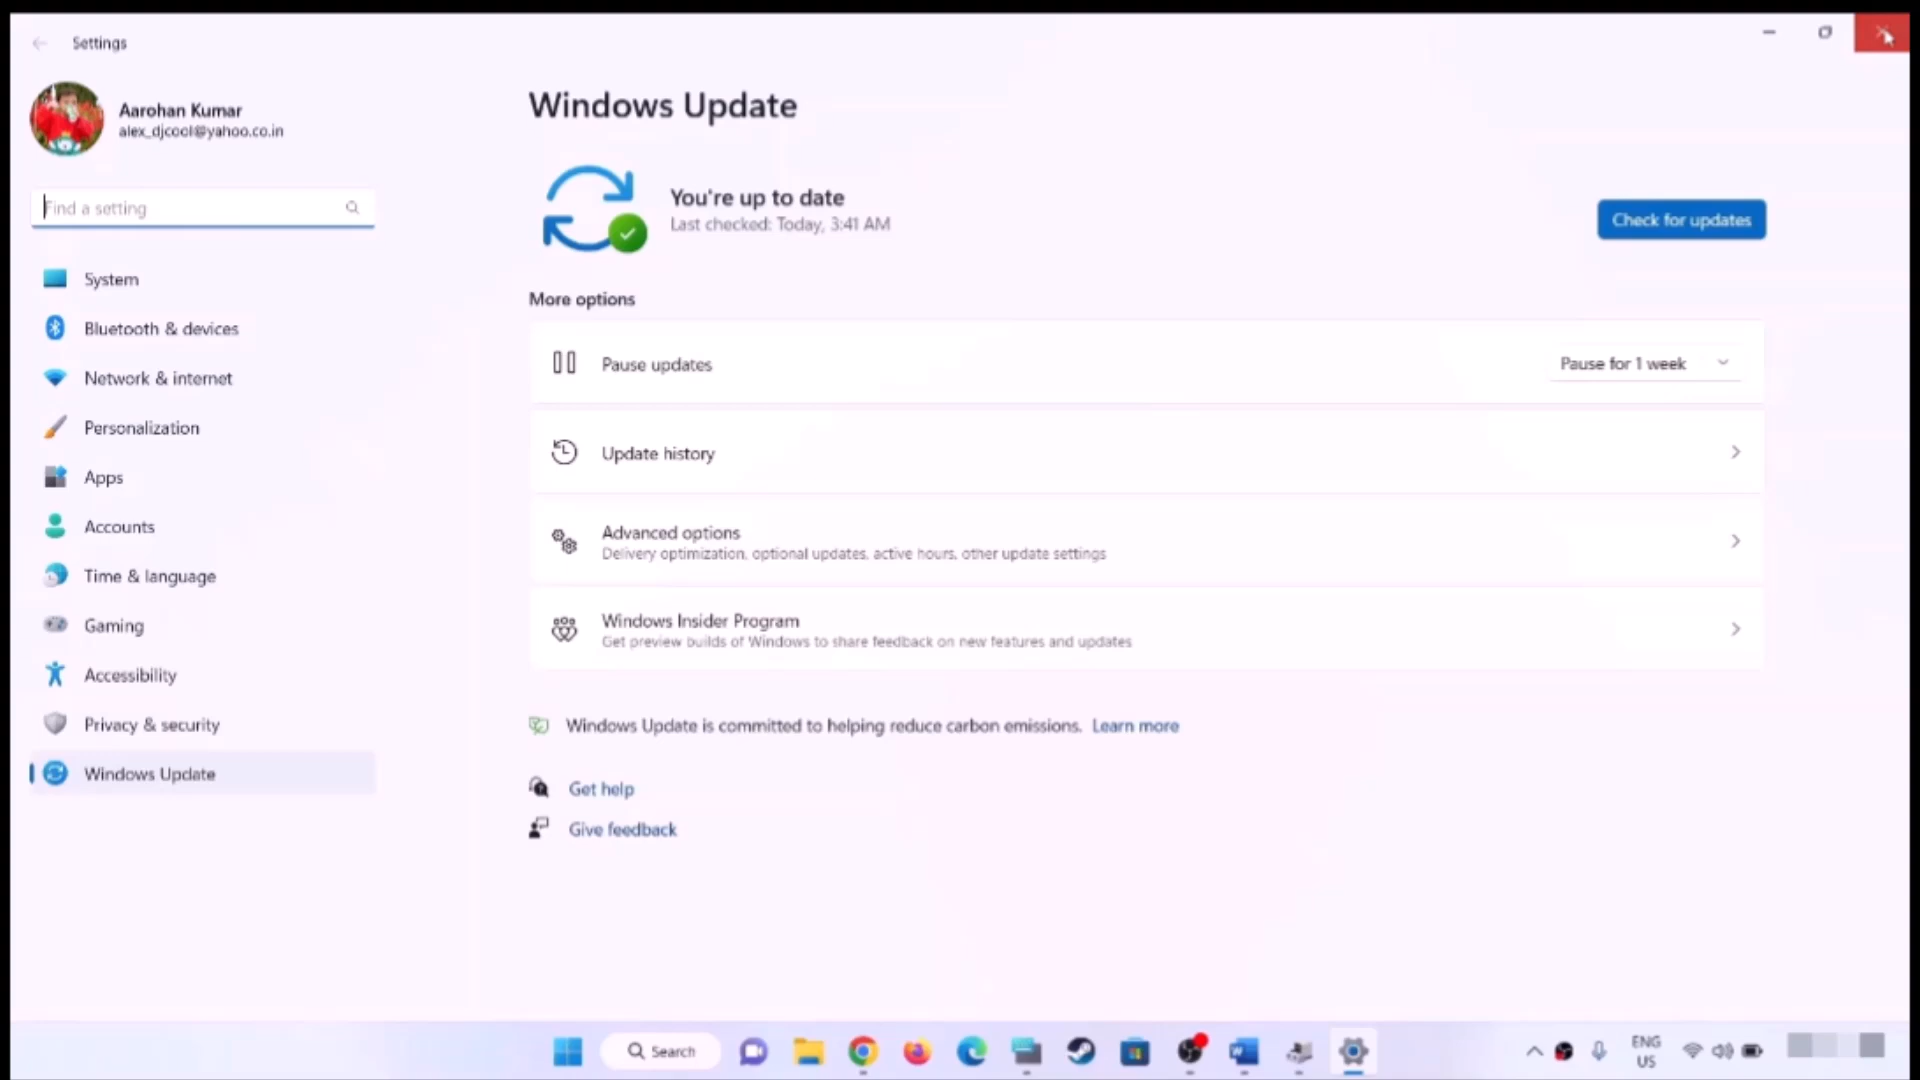 Settings
Aarohan Kumar
alex_djcool@yahoo.co.in
Find a setting
System
Bluetooth & devices
Network & internet
Personalization
Apps
Accounts
Time & language
Gaming
Accessibility
Privacy & security
Windows Update
Windows Update
You're up to date
Last checked: Today, 3:41 AM
Check for updates
More options
Pause updates
Pause for 1 week
Update history
Advanced options
Delivery optimization, optional updates, active hours, other update settings
Windows Insider Program
Get preview builds of Windows to share feedback on new features and updates
Windows Update is committed to helping reduce carbon emissions. Learn more
Get help
Give feedback
Search
ENG
US